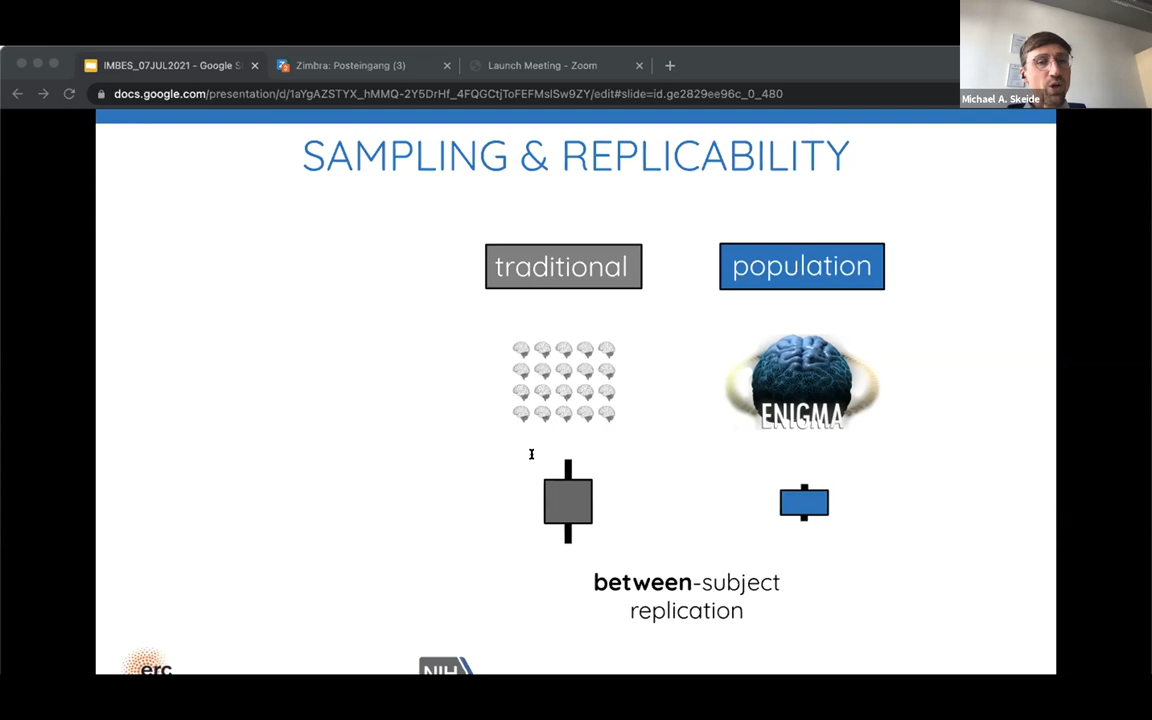 IMBES_07JUL2021 - Google S
Zimbra: Posteingang (3)
Launch Meeting - Zoom
docs.google.com/presentation/d/1aYgAZSTYX_hMMQ-2Y5DrHf_4FQGCtjToFEFMslSw9ZY/edit#slide=id.ge2829ee96c_0_480
Michael A. Skeide
SAMPLING & REPLICABILITY
traditional
population
ENIGMA
between-subject
replication
erc
NIH